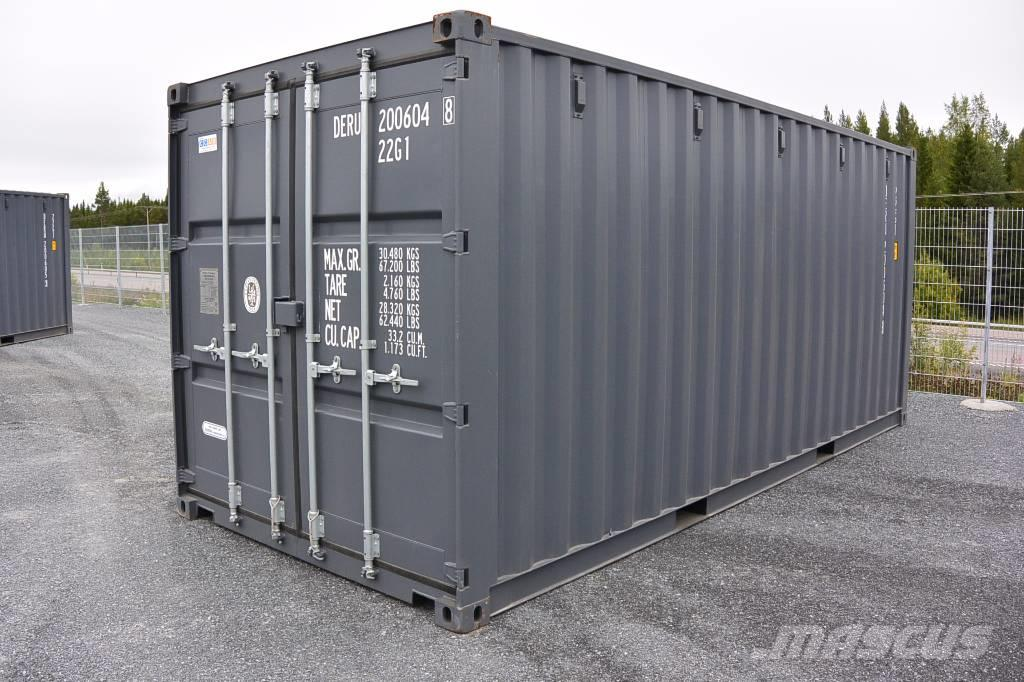 DERU 200604 8
22G1
MAX.GR. 30.480 KGS
67.200 LBS
TARE 2.160 KGS
4.760 LBS
NET 28.320 KGS
62.440 LBS
CU.CAP. 33,2 CU.M.
1.173 CU.FT.
mascus